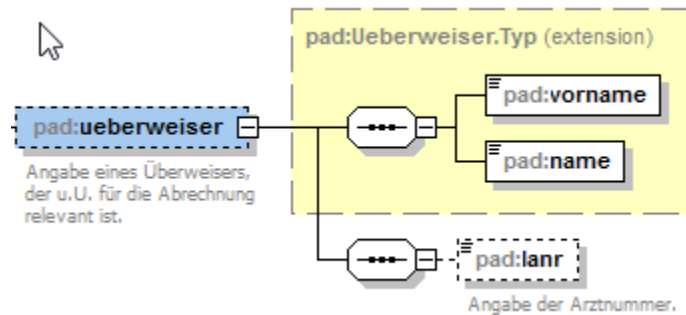 pad:Ueberweiser.Typ (extension)
pad:vorname
pad:ueberweiser
pad:name
Angabe eines Überweisers,
der u.U. für die Abrechnung
relevant ist.
pad:lanr
Angabe der Arztnummer.